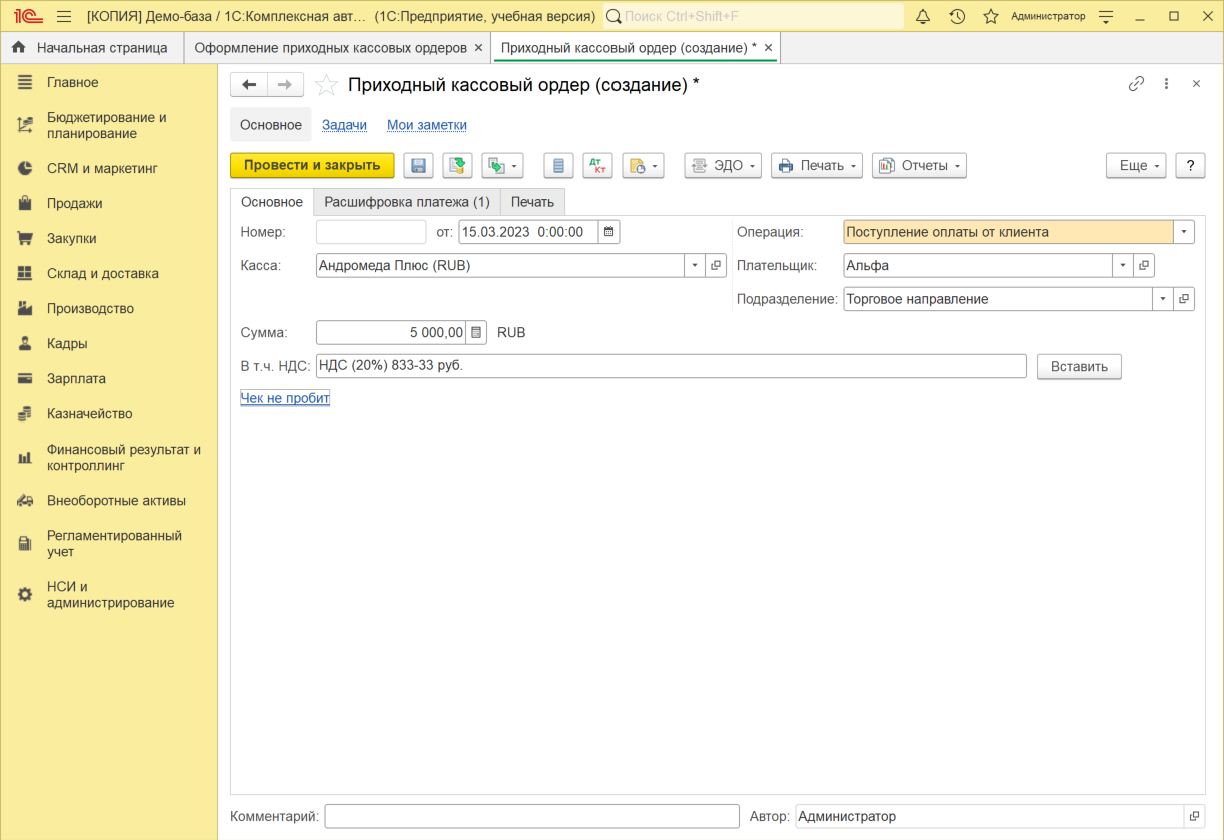 1С [КОПИЯ] Демо-база / 1С:Комплексная авт... (1С:Предприятие, учебная версия) Поиск Ctrl+Shift+F Администратор
Начальная страница Оформление приходных кассовых ордеров × Приходный кассовый ордер (создание) * ×
Главное
Бюджетирование и
планирование
CRM и маркетинг
Продажи
Закупки
Склад и доставка
Производство
Кадры
Зарплата
Казначейство
Финансовый результат и
контроллинг
Внеоборотные активы
Регламентированный
учет
НСИ и
администрирование
Приходный кассовый ордер (создание) *
Основное Задачи Мои заметки
Провести и закрыть Дт Кт ЭДО Печать Отчеты Еще ?
Основное Расшифровка платежа (1) Печать
Номер: от: 15.03.2023 0:00:00 Операция: Поступление оплаты от клиента
Касса: Андромеда Плюс (RUB) Плательщик: Альфа
Подразделение: Торговое направление
Сумма: 5 000,00 RUB
В т.ч. НДС: НДС (20%) 833-33 руб. Вставить
Чек не пробит
Комментарий: Автор: Администратор